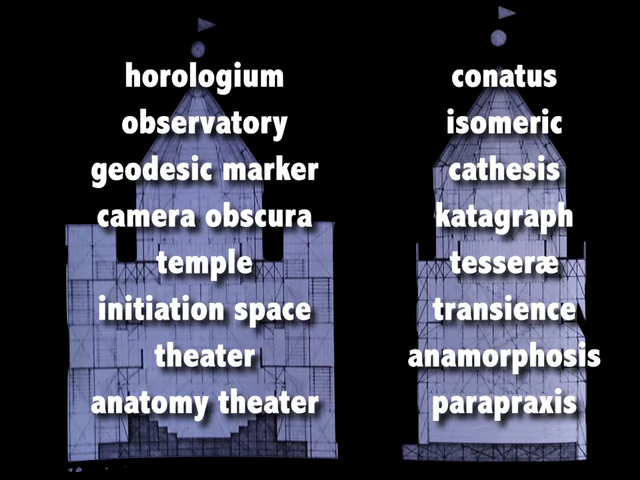 horologium
observatory
geodesic marker
camera obscura
temple
initiation space
theater
anatomy theater
conatus
isomeric
cathesis
katagraph
tesseræ
transience
anamorphosis
parapraxis